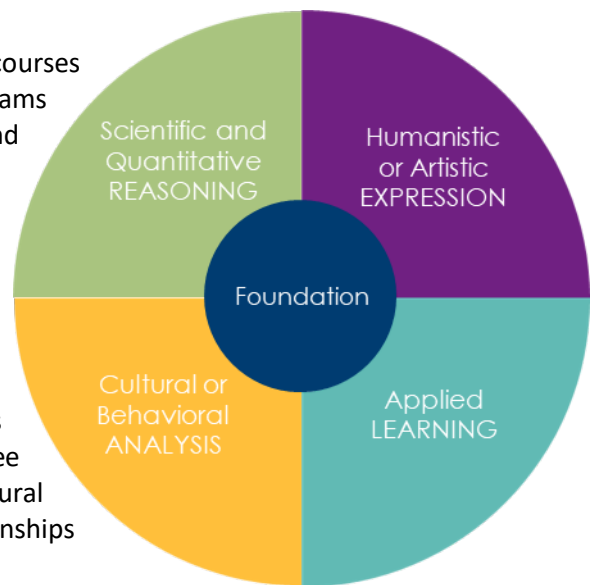 courses
ams
nd
Scientific and
Quantitative
REASONING
Humanistic
or Artistic
EXPRESSION
Foundation
Cultural or
Behavioral
ANALYSIS
Applied
LEARNING
s
ee
ural
nships